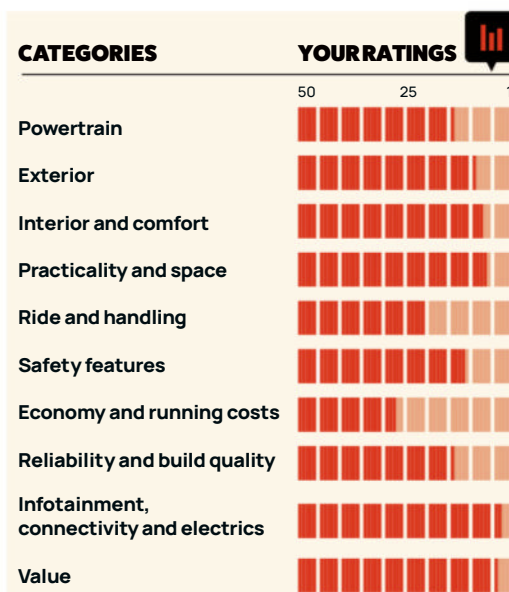 CATEGORIES YOUR RATINGS
50 25 1
Powertrain
Exterior
Interior and comfort
Practicality and space
Ride and handling
Safety features
Economy and running costs
Reliability and build quality
Infotainment,
connectivity and electrics
Value